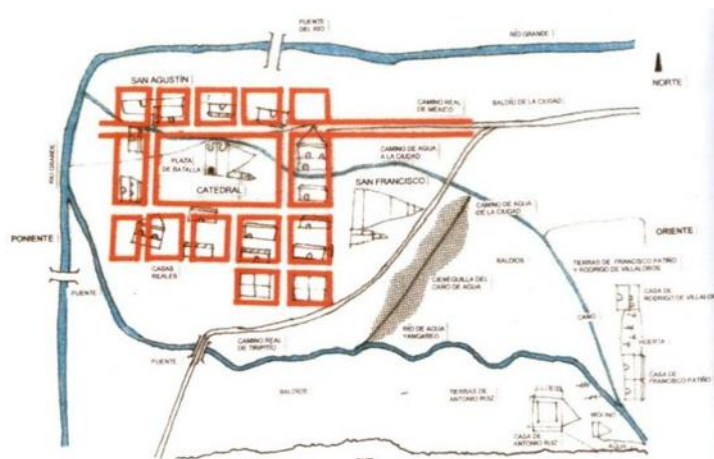 PUENTE
DEL RÍO
RÍO GRANDE
NORTE
SAN AGUSTÍN
CAMINO REAL
DE MÉXICO
BALDÍO DE LA CIUDAD
CAMINO DE AGUA
A LA CIUDAD
PLAZA
DE BATALLA
CATEDRAL
SAN FRANCISCO
RÍO GRANDE
CAMINO DE AGUA
DE LA CIUDAD
PONIENTE
ORIENTE
BALDÍOS
TIERRAS DE FRANCISCO PATIÑO
Y RODRIGO DE VILLALOBOS
CASAS
REALES
CIENEGUILLA DEL
CAÑO DE AGUA
CASA DE
RODRIGO DE VILLALO
PUENTE
CAÑO
HUERTA
RÍO DE AGUA
YANGAREO
CAMINO REAL
DE TIRIPITÍO
PUENTE
CASA DE
FRANCISCO PATIÑO
BALDÍOS
TIERRAS DE
ANTONIO RUIZ
MOLINO
CASA DE
ANTONIO RUIZ